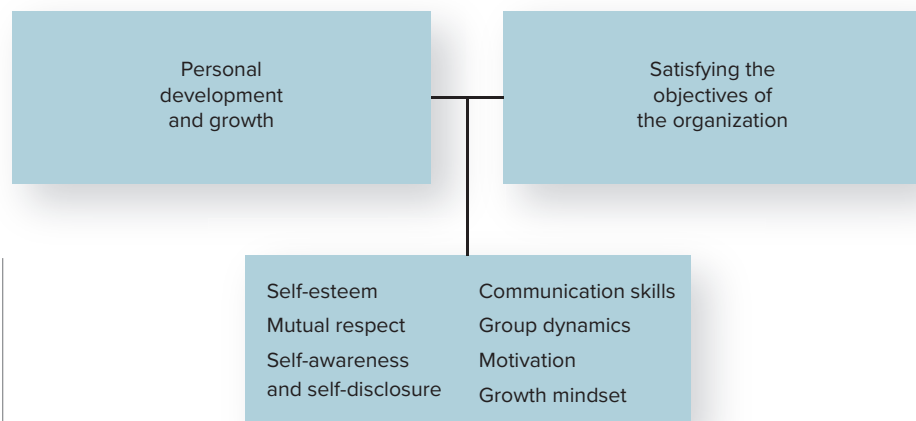 Personal
development
and growth
Satisfying the
objectives of
the organization
Self-esteem
Mutual respect
Self-awareness
and self-disclosure
Communication skills
Group dynamics
Motivation
Growth mindset